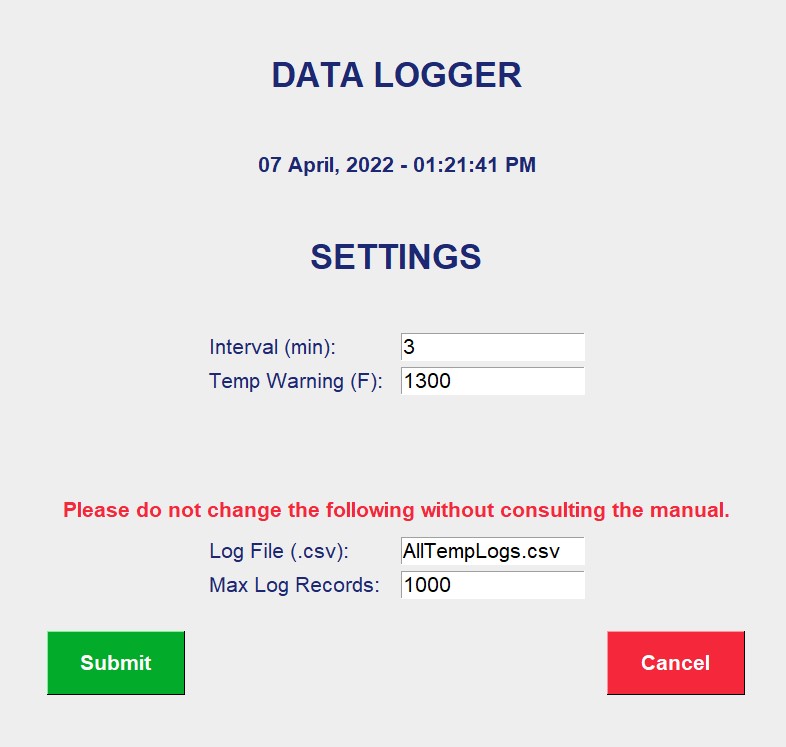 DATA LOGGER
07 April, 2022 - 01:21:41 PM
SETTINGS
Interval (min): 3
Temp Warning (F): 1300
Please do not change the following without consulting the manual.
Log File (.csv): AllTempLogs.csv
Max Log Records: 1000
Submit Cancel